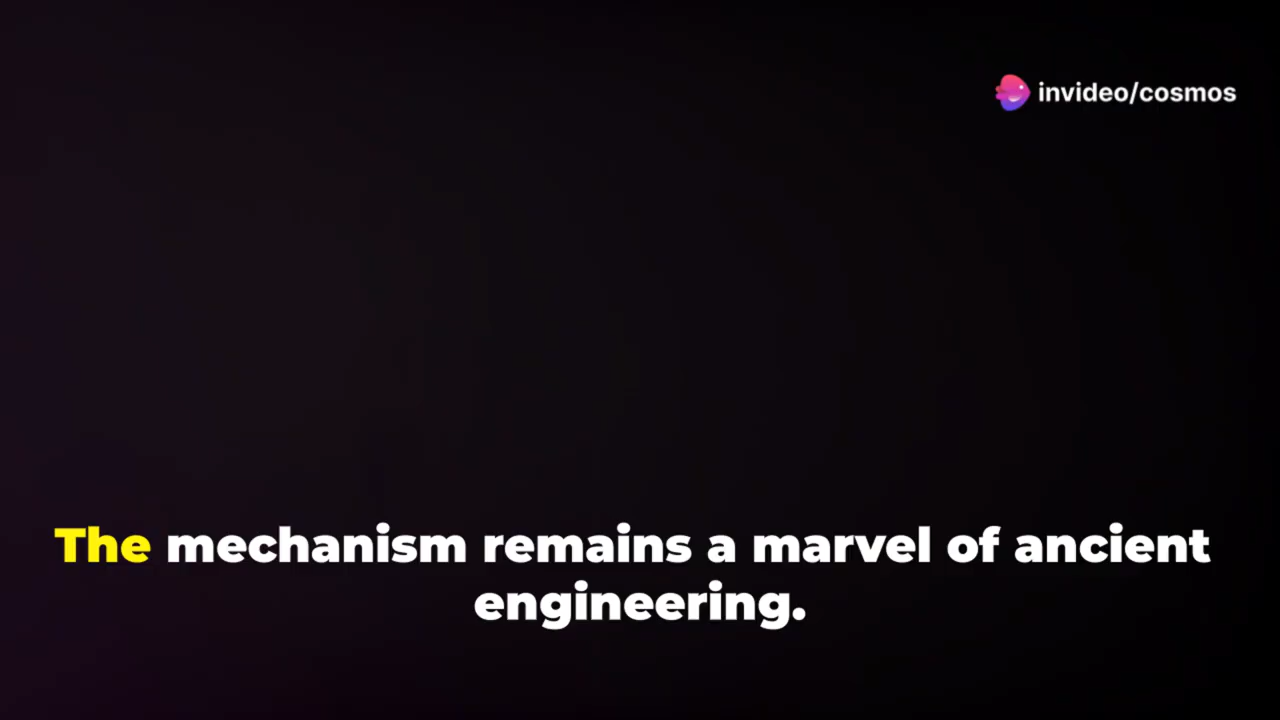 invideo/cosmos
The mechanism remains a marvel of ancient
engineering.